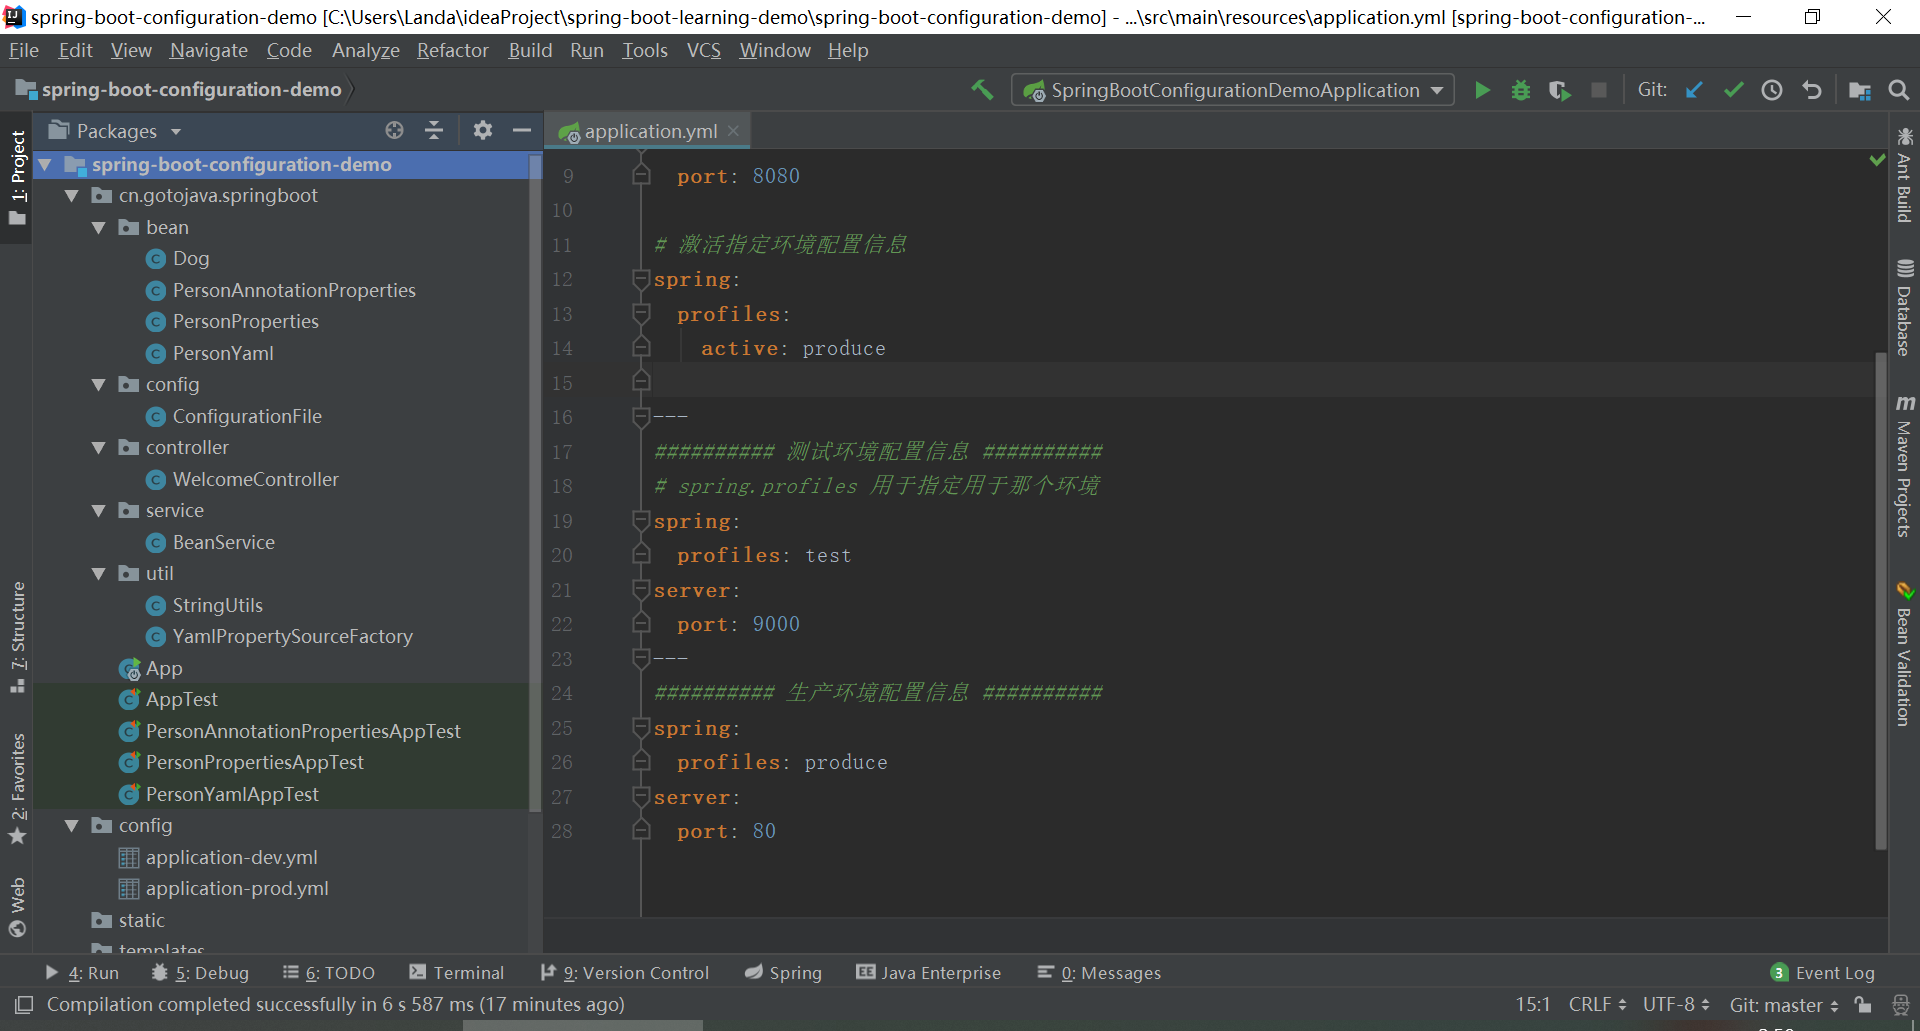 spring-boot-configuration-demo [C:\Users\Landa\ideaProject\spring-boot-learning-demo\spring-boot-configuration-demo] - ...\src\main\resources\application.yml [spring-boot-configuration-...
File Edit View Navigate Code Analyze Refactor Build Run Tools VCS Window Help
spring-boot-configuration-demo
SpringBootConfigurationDemoApplication
Git:
1: Project
7: Structure
2: Favorites
Web
Packages
spring-boot-configuration-demo
cn.gotojava.springboot
bean
Dog
PersonAnnotationProperties
PersonProperties
PersonYaml
config
ConfigurationFile
controller
WelcomeController
service
BeanService
util
StringUtils
YamlPropertySourceFactory
App
AppTest
PersonAnnotationPropertiesAppTest
PersonPropertiesAppTest
PersonYamlAppTest
config
application-dev.yml
application-prod.yml
static
templates
application.yml
9 port: 8080
10
11 # 激活指定环境配置信息
12 spring:
13 profiles:
14 active: produce
15
16 ---
17 ########## 测试环境配置信息 ##########
18 # spring.profiles 用于指定用于那个环境
19 spring:
20 profiles: test
21 server:
22 port: 9000
23 ---
24 ########## 生产环境配置信息 ##########
25 spring:
26 profiles: produce
27 server:
28 port: 80
Ant Build
Database
m Maven Projects
Bean Validation
4: Run 5: Debug 6: TODO Terminal 9: Version Control Spring Java Enterprise 0: Messages 3 Event Log
Compilation completed successfully in 6 s 587 ms (17 minutes ago) 15:1 CRLF UTF-8 Git: master